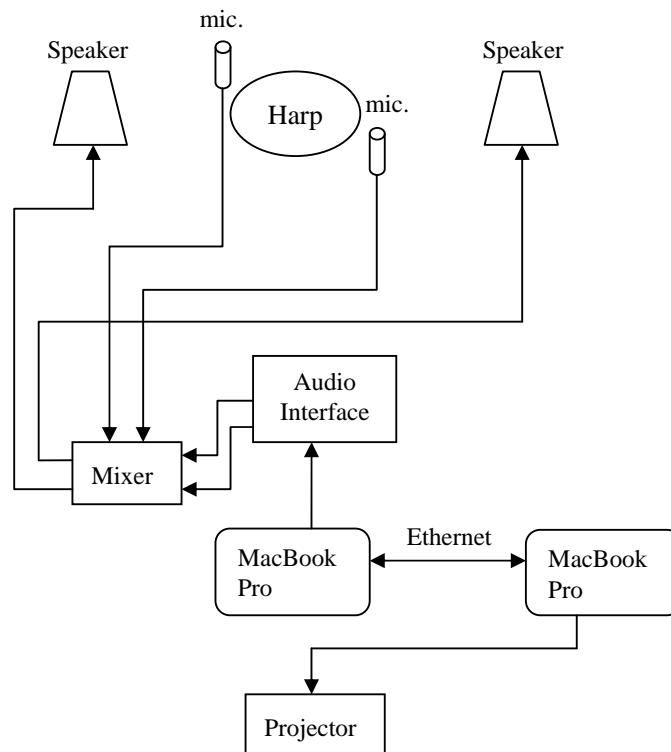 mic.
Speaker
Speaker
Harp
mic.
Audio
Interface
Mixer
Ethernet
MacBook
Pro
MacBook
Pro
Projector